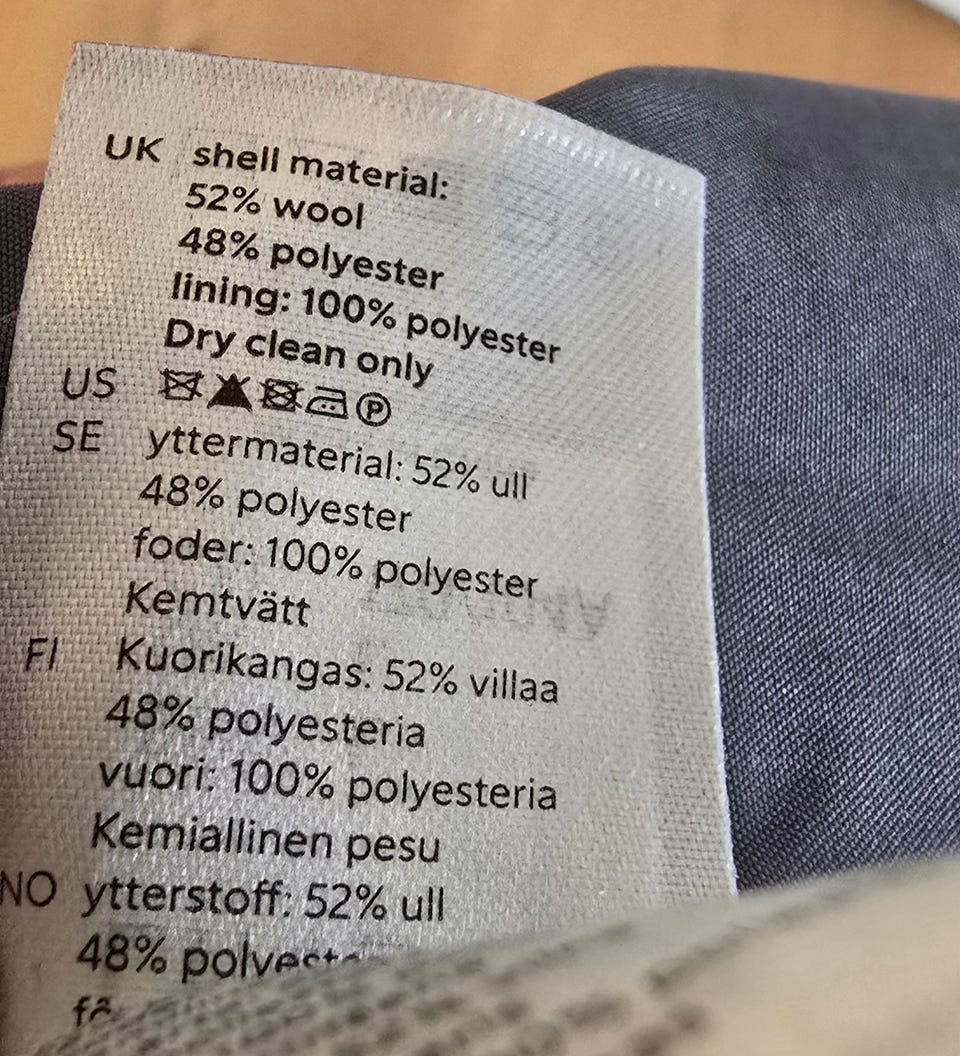 UK shell material:
52% wool
48% polyester
lining: 100% polyester
Dry clean only
US P
SE yttermaterial: 52% ull
48% polyester
foder: 100% polyester
Kemtvätt
FI Kuorikangas: 52% villaa
48% polyesteria
vuori: 100% polyesteria
Kemiallinen pesu
NO ytterstoff: 52% ull
48%